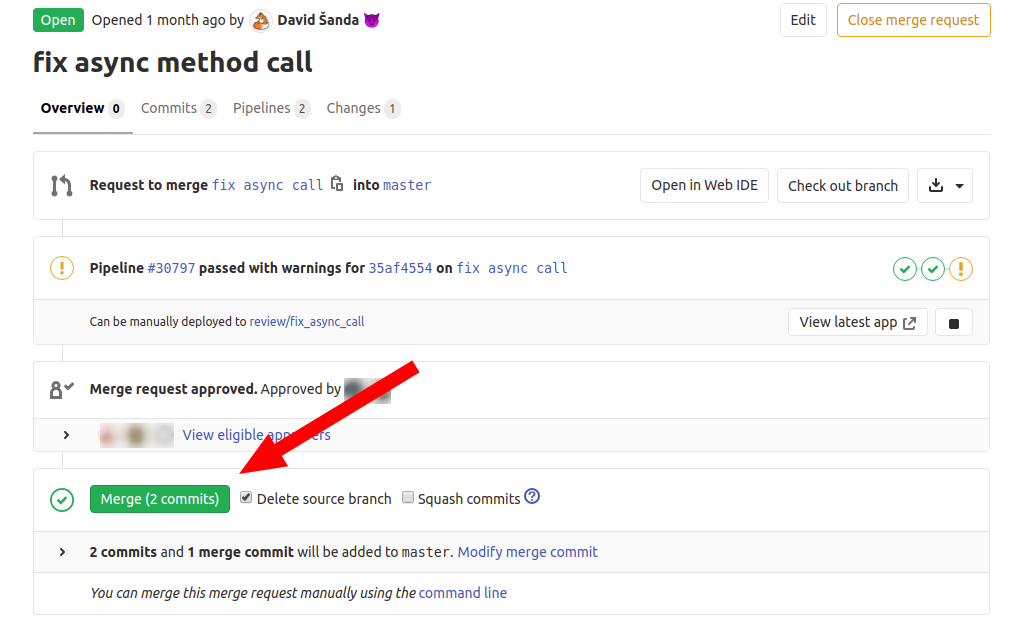 Open Opened 1 month ago by David Šanda Edit Close merge request
fix async method call
Overview 0 Commits 2 Pipelines 2 Changes 1
Request to merge fix async call into master Open in Web IDE Check out branch
Pipeline #30797 passed with warnings for 35af4554 on fix async call
Can be manually deployed to review/fix_async_call View latest app
Merge request approved. Approved by
View eligible
Merge (2 commits) Delete source branch Squash commits
2 commits and 1 merge commit will be added to master. Modify merge commit
You can merge this merge request manually using the command line